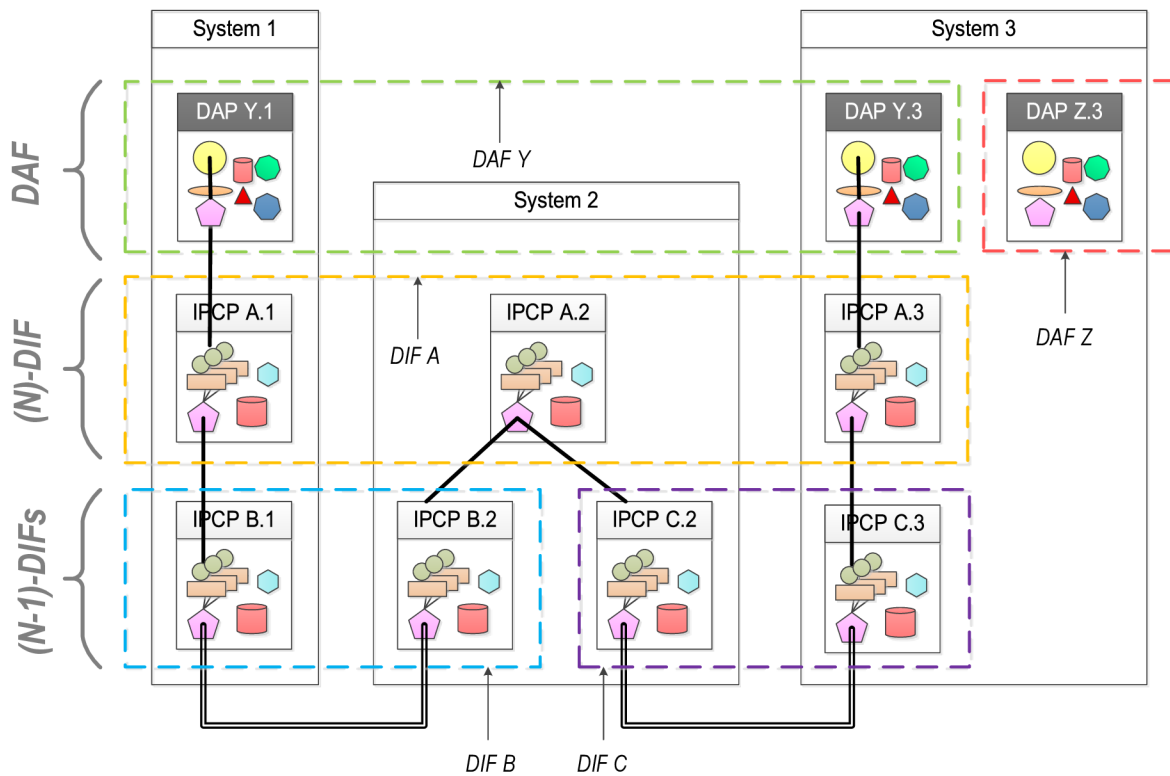 System 1
System 3
DAF
DAP Y.1
DAP Y.3
DAP Z.3
DAF Y
System 2
(N)-DIF
IPCP A.1
IPCP A.2
IPCP A.3
DIF A
DAF Z
(N-1)-DIFs
IPCP B.1
IPCP B.2
IPCP C.2
IPCP C.3
DIF B
DIF C